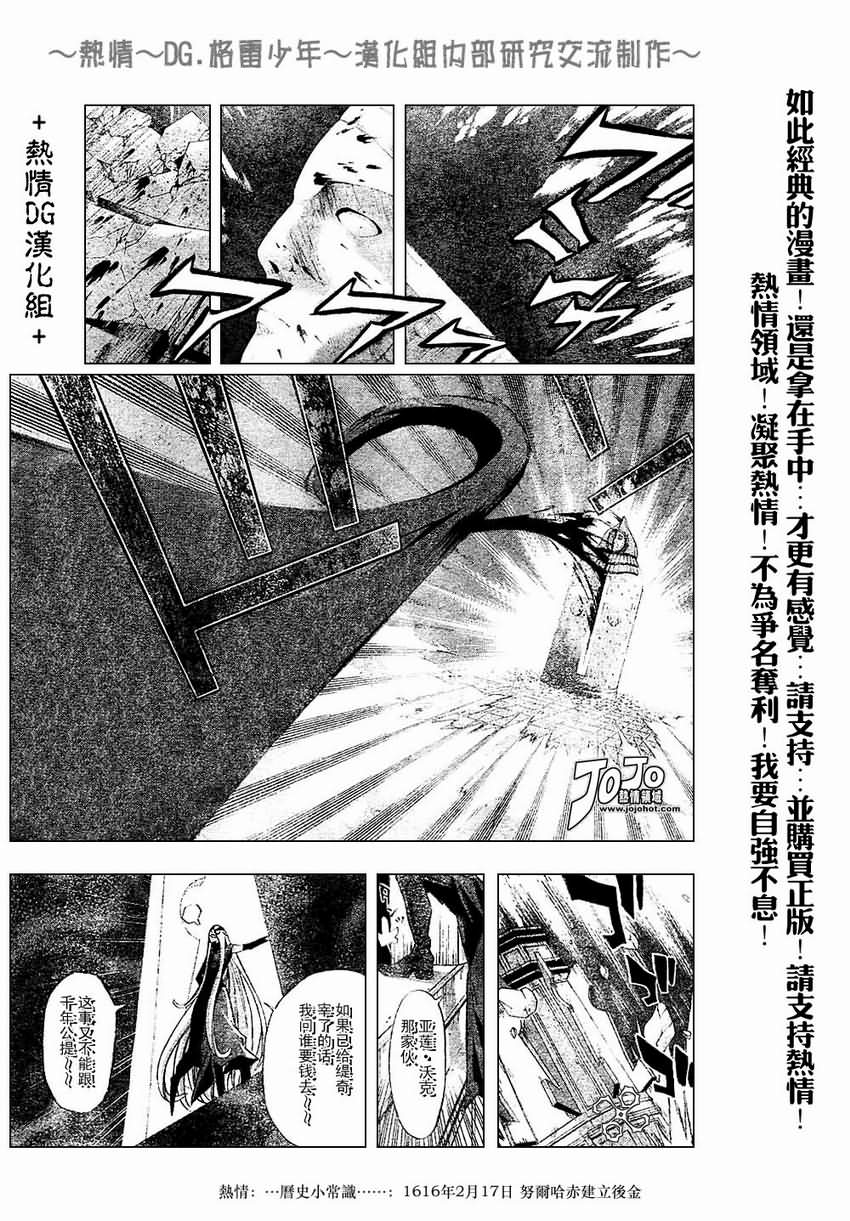 ～熱情～DG.格雷少年～漢化組内部研究交流制作～
如此經典的漫畫！還是拿在手中…才更有感覺…請支持…並購買正版！請支持熱情！
熱情領域！凝聚熱情！不為爭名奪利！我要自強不息！
+熱情DG漢化組+
JOJO
熱情領域
www.jojohot.com
亚莲·沃克
那家伙
如果已给缇奇
宰了的话
我问谁要钱去~~
这事又不能跟
千年公提~~
熱情：…曆史小常識……：1616年2月17日 努爾哈赤建立後金